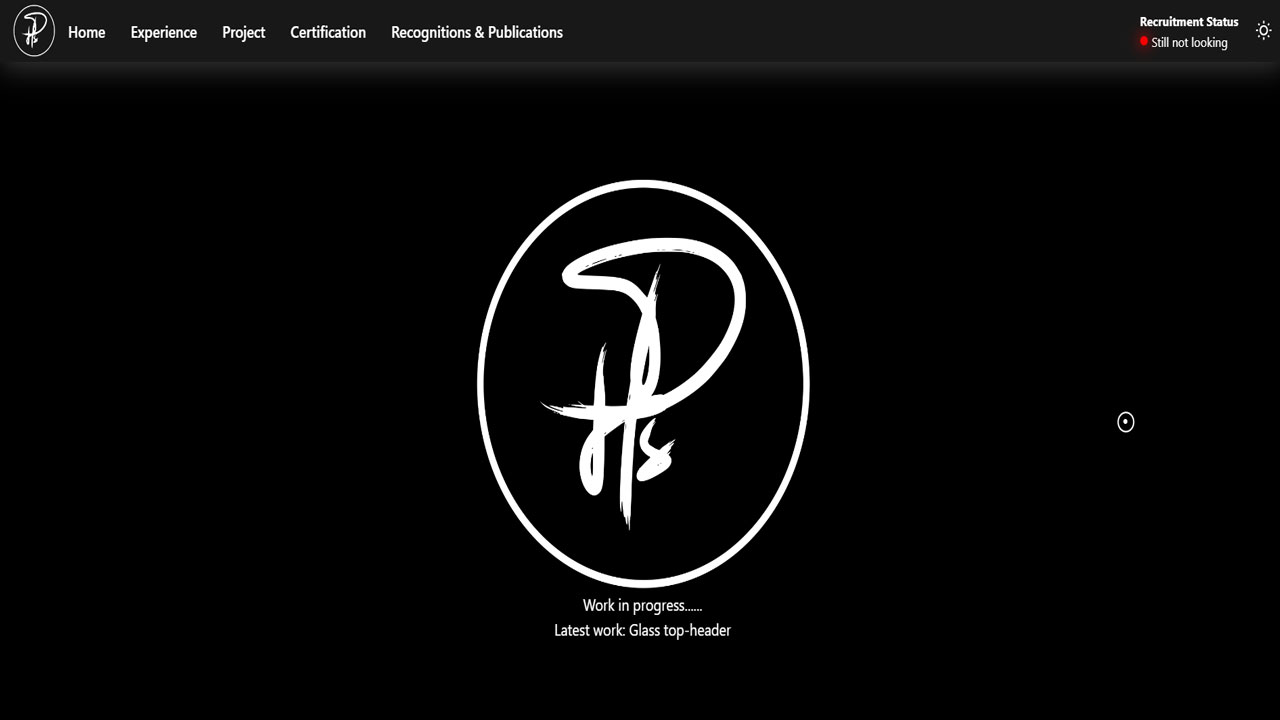 Home
Experience
Project
Certification
Recognitions & Publications
Recruitment Status
Still not looking
Work in progress......
Latest work: Glass top-header